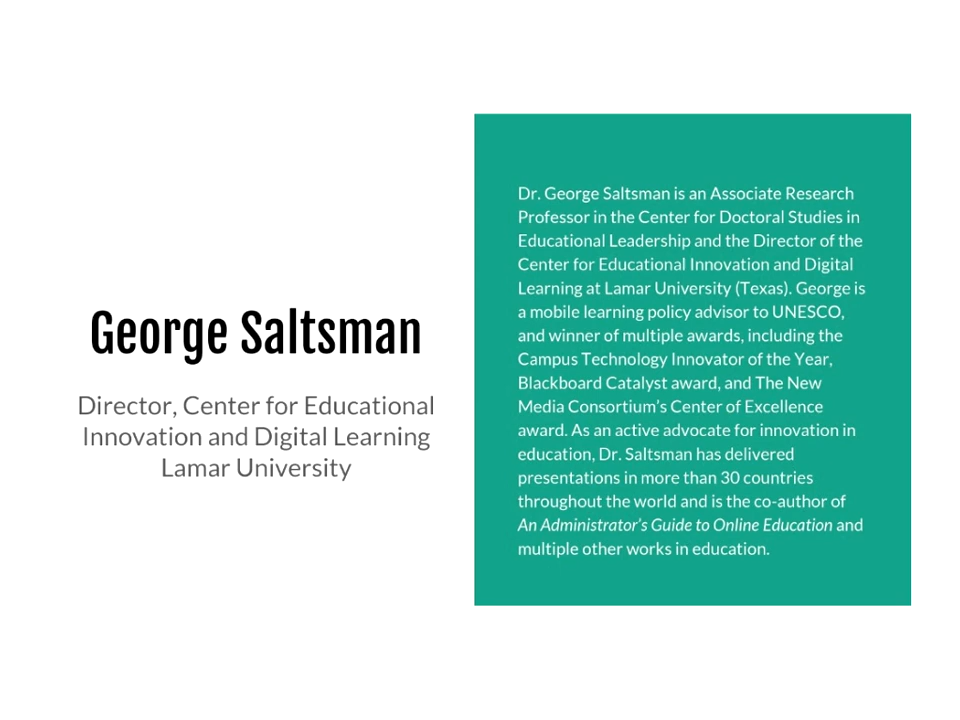 George Saltsman
Director, Center for Educational
Innovation and Digital Learning
Lamar University
Dr. George Saltsman is an Associate Research
Professor in the Center for Doctoral Studies in
Educational Leadership and the Director of the
Center for Educational Innovation and Digital
Learning at Lamar University (Texas). George is
a mobile learning policy advisor to UNESCO,
and winner of multiple awards, including the
Campus Technology Innovator of the Year,
Blackboard Catalyst award, and The New
Media Consortium’s Center of Excellence
award. As an active advocate for innovation in
education, Dr. Saltsman has delivered
presentations in more than 30 countries
throughout the world and is the co-author of
An Administrator’s Guide to Online Education and
multiple other works in education.